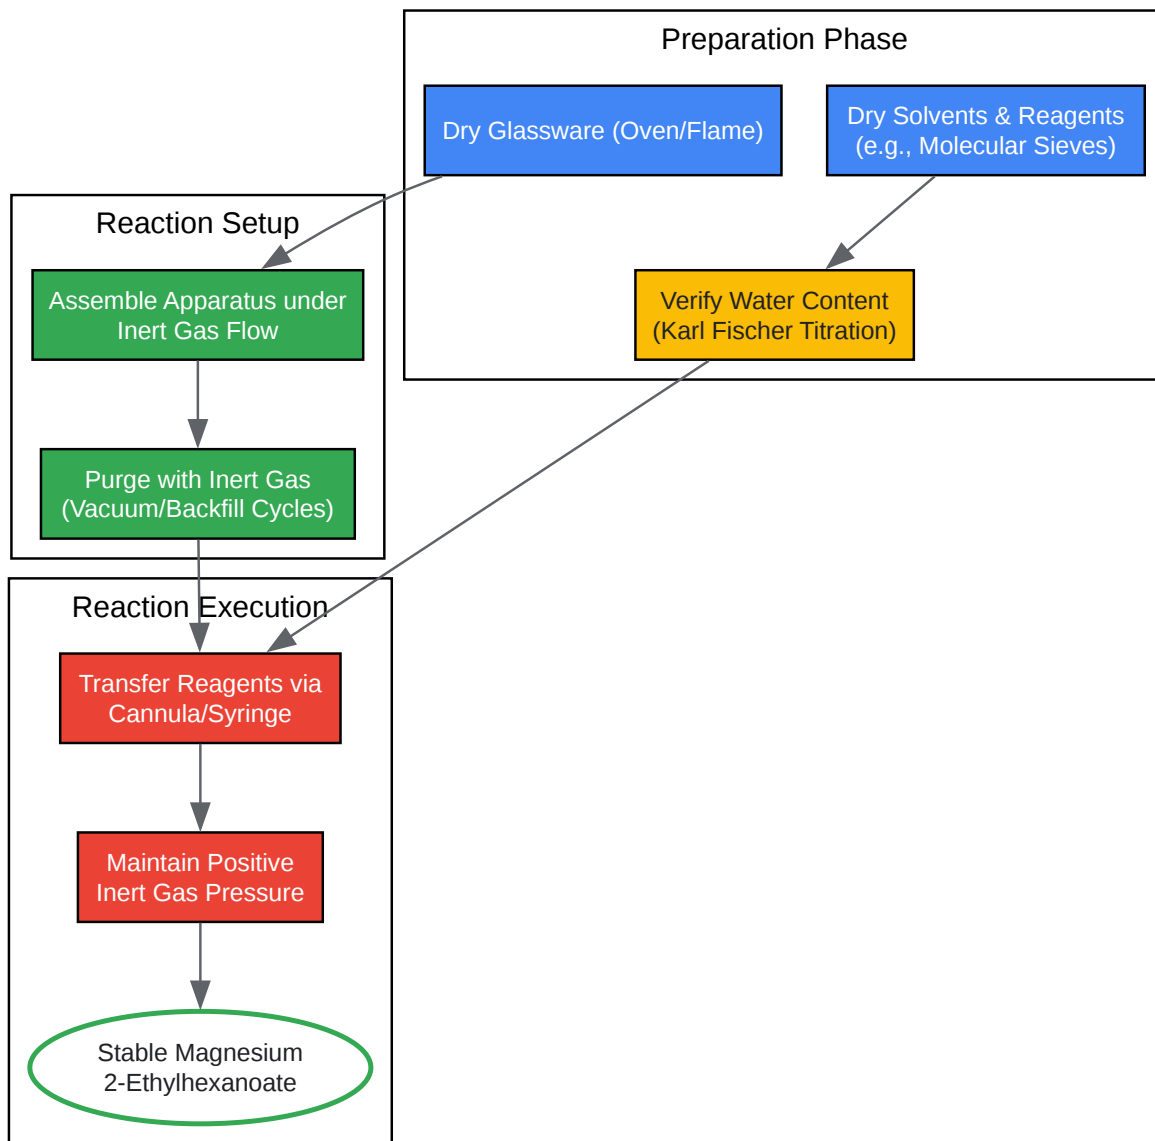 Preparation Phase
Dry Glassware (Oven/Flame)
Dry Solvents & Reagents
(e.g., Molecular Sieves)
Verify Water Content
(Karl Fischer Titration)
Reaction Setup
Assemble Apparatus under
Inert Gas Flow
Purge with Inert Gas
(Vacuum/Backfill Cycles)
Reaction Execution
Transfer Reagents via
Cannula/Syringe
Maintain Positive
Inert Gas Pressure
Stable Magnesium
2-Ethylhexanoate